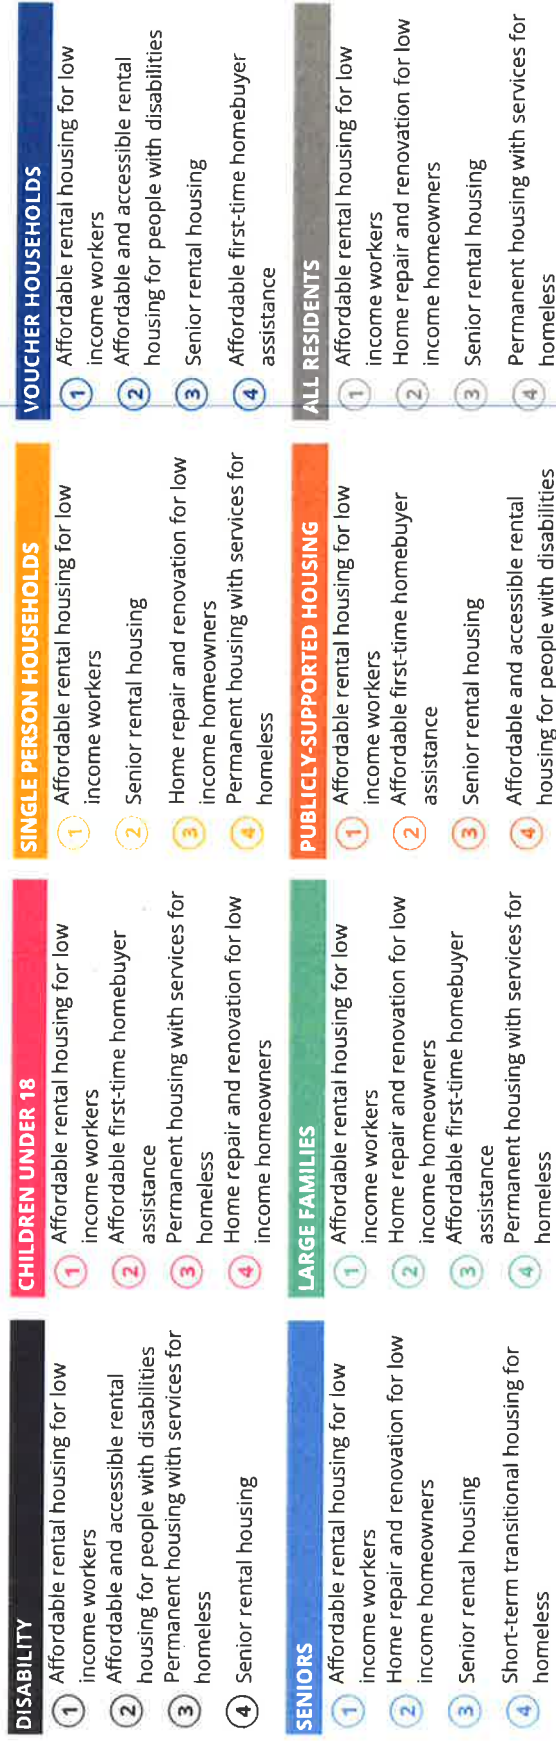 DISABILITY
1 Affordable rental housing for low
income workers
2 Affordable and accessible rental
housing for people with disabilities
3 Permanent housing with services for
homeless
4 Senior rental housing
CHILDREN UNDER 18
1 Affordable rental housing for low
income workers
2 Affordable first-time homebuyer
assistance
3 Permanent housing with services for
homeless
4 Home repair and renovation for low
income homeowners
SINGLE PERSON HOUSEHOLDS
1 Affordable rental housing for low
income workers
2 Senior rental housing
3 Home repair and renovation for low
income homeowners
4 Permanent housing with services for
homeless
VOUCHER HOUSEHOLDS
1 Affordable rental housing for low
income workers
2 Affordable and accessible rental
housing for people with disabilities
3 Senior rental housing
4 Affordable first-time homebuyer
assistance
SENIORS
1 Affordable rental housing for low
income workers
2 Home repair and renovation for low
income homeowners
3 Senior rental housing
4 Short-term transitional housing for
homeless
LARGE FAMILIES
1 Affordable rental housing for low
income workers
2 Home repair and renovation for low
income homeowners
3 Affordable first-time homebuyer
assistance
4 Permanent housing with services for
homeless
PUBLICLY-SUPPORTED HOUSING
1 Affordable rental housing for low
income workers
2 Affordable first-time homebuyer
assistance
3 Senior rental housing
4 Affordable and accessible rental
housing for people with disabilities
ALL RESIDENTS
1 Affordable rental housing for low
income workers
2 Home repair and renovation for low
income homeowners
3 Senior rental housing
4 Permanent housing with services for
homeless